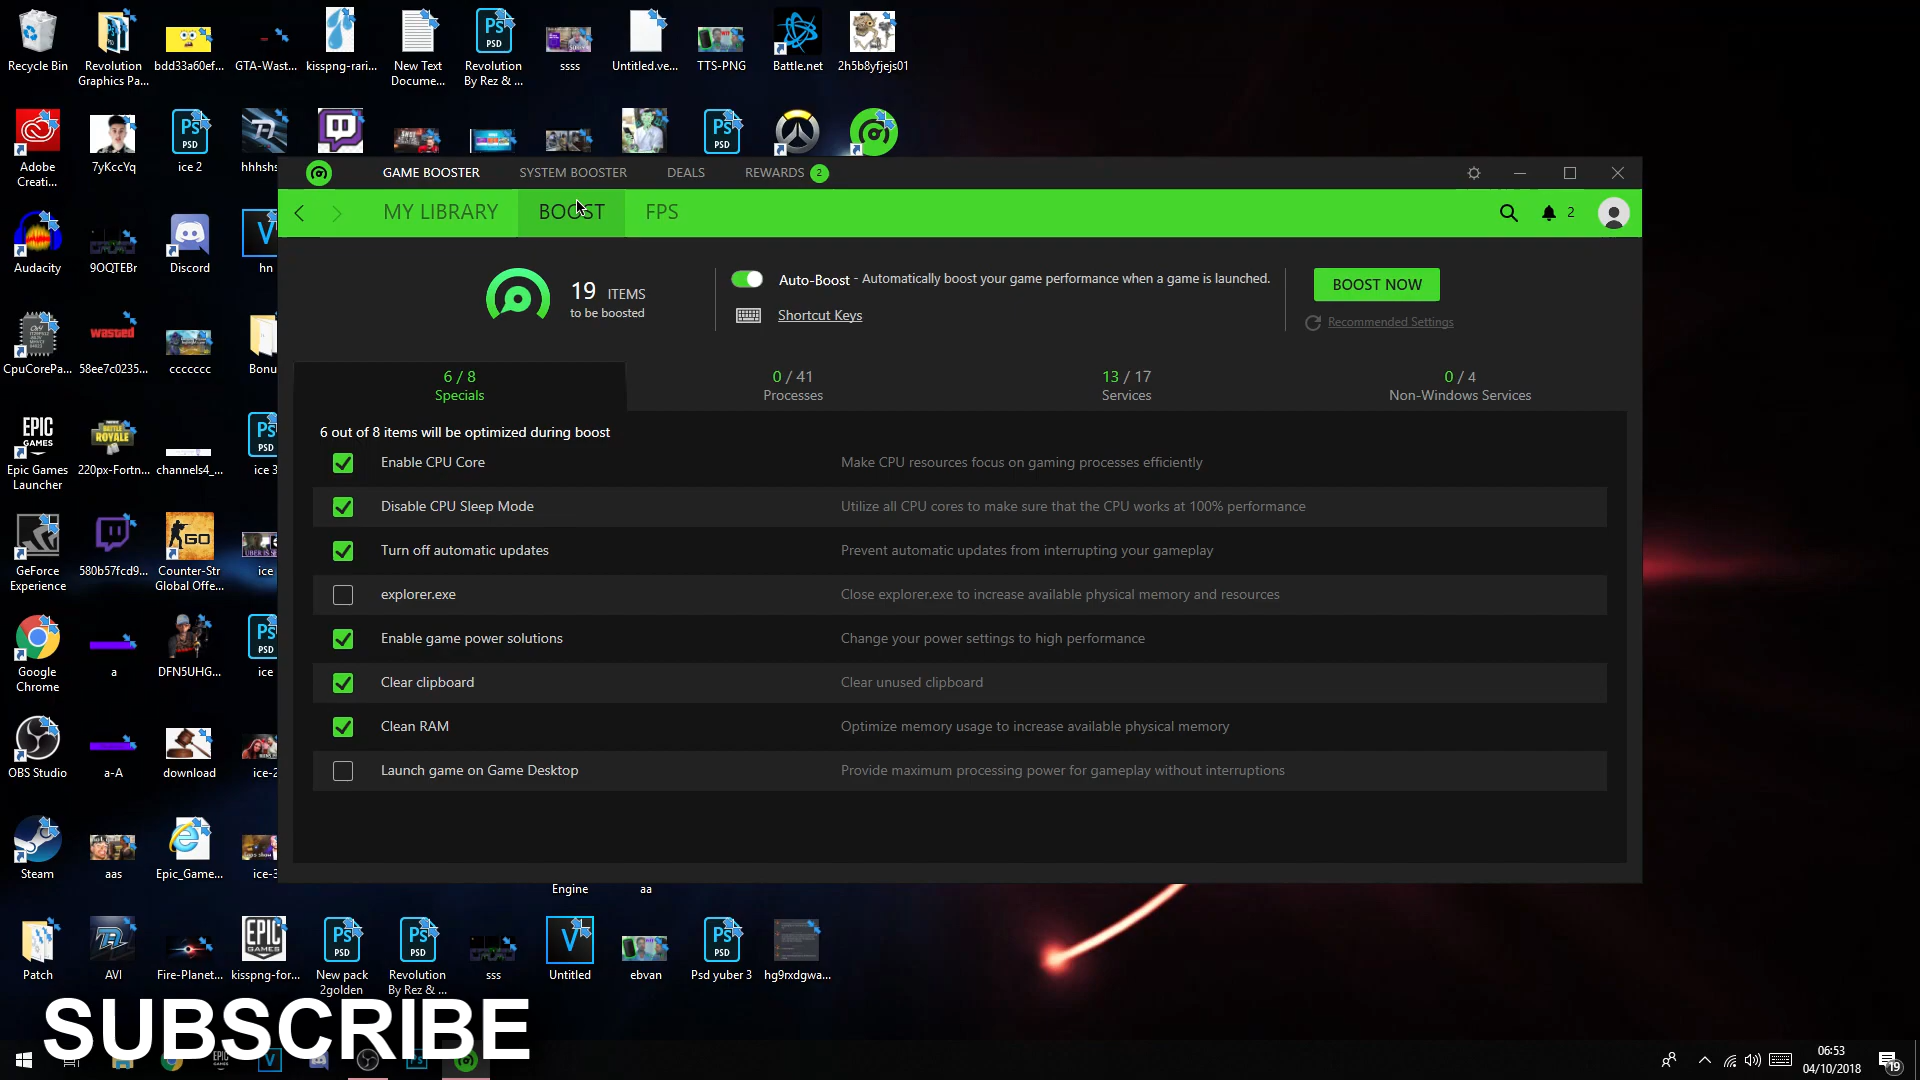 Recycle Bin
Revolution
Graphics Pa...
bdd33a60ef...
GTA-Wast...
kisspng-rari...
New Text
Docume...
Revolution
By Rez & ...
ssss
Untitled.ve...
TTS-PNG
Battle.net
2h5b8yfjejs01
Adobe
Creati...
7yKccYq
ice 2
hhhshs
GAME BOOSTER
SYSTEM BOOSTER
DEALS
REWARDS 2
MY LIBRARY
BOOST
FPS
2
Audacity
9OQTEBr
Discord
hn
19 ITEMS
to be boosted
Auto-Boost - Automatically boost your game performance when a game is launched.
Shortcut Keys
BOOST NOW
Recommended Settings
CpuCorePa...
58ee7c0235...
ccccccc
Bonu
6 / 8
Specials
0 / 41
Processes
13 / 17
Services
0 / 4
Non-Windows Services
6 out of 8 items will be optimized during boost
Enable CPU Core
Make CPU resources focus on gaming processes efficiently
Disable CPU Sleep Mode
Utilize all CPU cores to make sure that the CPU works at 100% performance
Turn off automatic updates
Prevent automatic updates from interrupting your gameplay
explorer.exe
Close explorer.exe to increase available physical memory and resources
Enable game power solutions
Change your power settings to high performance
Clear clipboard
Clear unused clipboard
Clean RAM
Optimize memory usage to increase available physical memory
Launch game on Game Desktop
Provide maximum processing power for gameplay without interruptions
Epic Games
Launcher
220px-Fortn...
channels4_...
ice 3
GeForce
Experience
580b57fcd9...
Counter-Str
Global Offe...
ice
Google
Chrome
a
DFN5UHG...
ice
OBS Studio
a-A
download
ice-2
Steam
aas
Epic_Game...
ice-3
Engine
aa
Patch
AVI
Fire-Planet...
kisspng-for...
New pack
2golden
Revolution
By Rez & ...
sss
Untitled
ebvan
Psd yuber 3
hg9rxdgwa...
SUBSCRIBE
06:53
04/10/2018
19